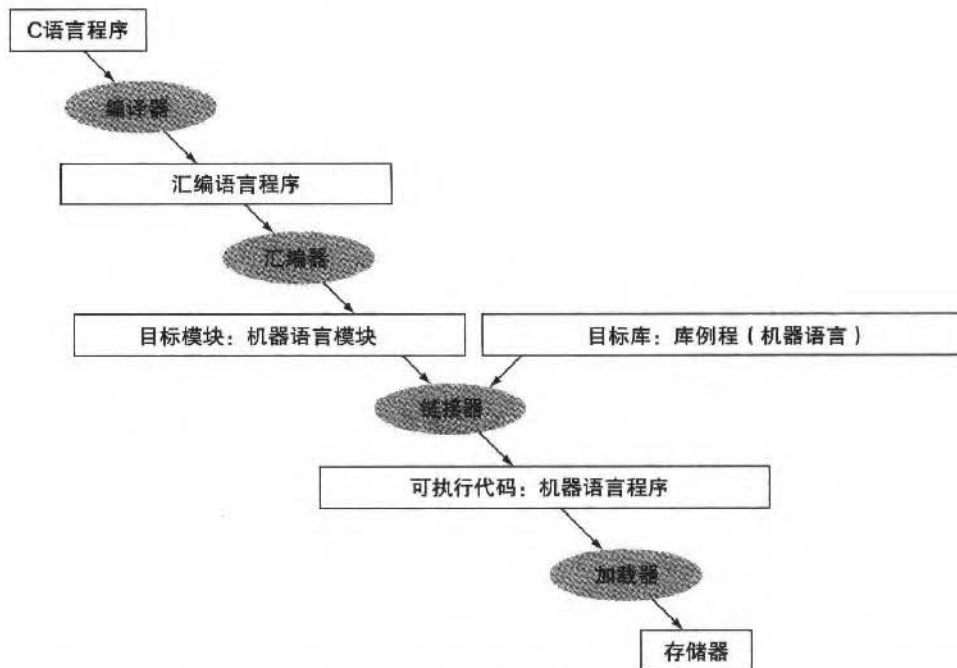 C语言程序
编译器
汇编语言程序
汇编器
目标模块：机器语言模块
目标库：库例程（机器语言）
链接器
可执行代码：机器语言程序
加载器
存储器